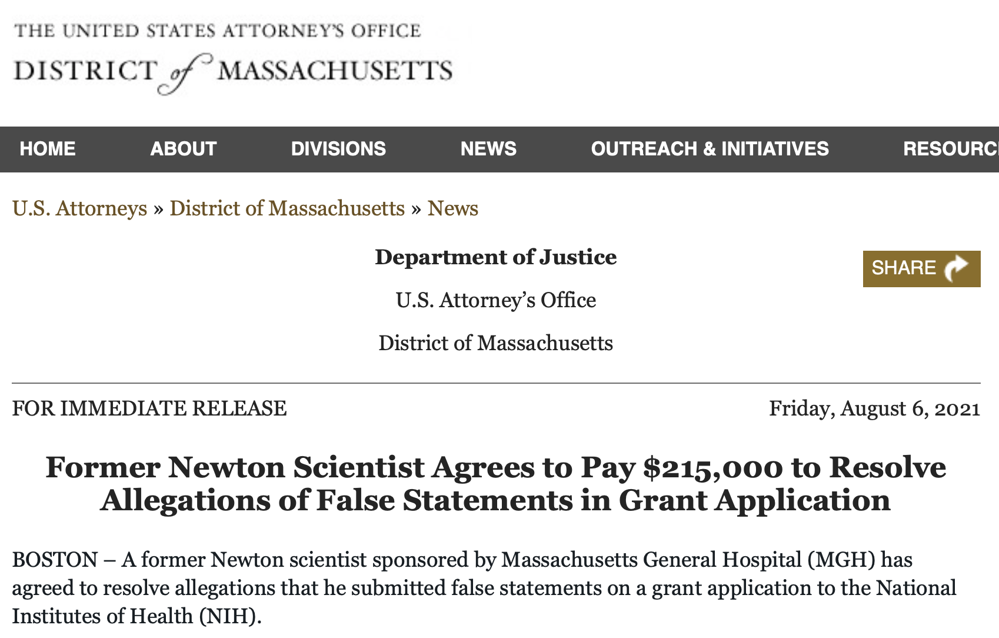 THE UNITED STATES ATTORNEY'S OFFICE
DISTRICT of MASSACHUSETTS
HOME ABOUT DIVISIONS NEWS OUTREACH & INITIATIVES RESOURC
U.S. Attorneys » District of Massachusetts » News
Department of Justice
SHARE
U.S. Attorney’s Office
District of Massachusetts
FOR IMMEDIATE RELEASE Friday, August 6, 2021
Former Newton Scientist Agrees to Pay $215,000 to Resolve
Allegations of False Statements in Grant Application
BOSTON – A former Newton scientist sponsored by Massachusetts General Hospital (MGH) has
agreed to resolve allegations that he submitted false statements on a grant application to the National
Institutes of Health (NIH).